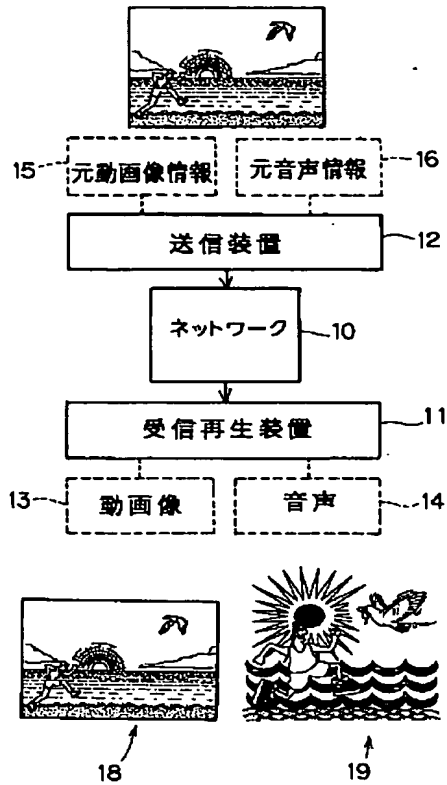 15 元動画像情報 元音声情報 16
送信装置 12
ネットワーク 10
受信再生装置 11
13 動画像 音声 14
18 19